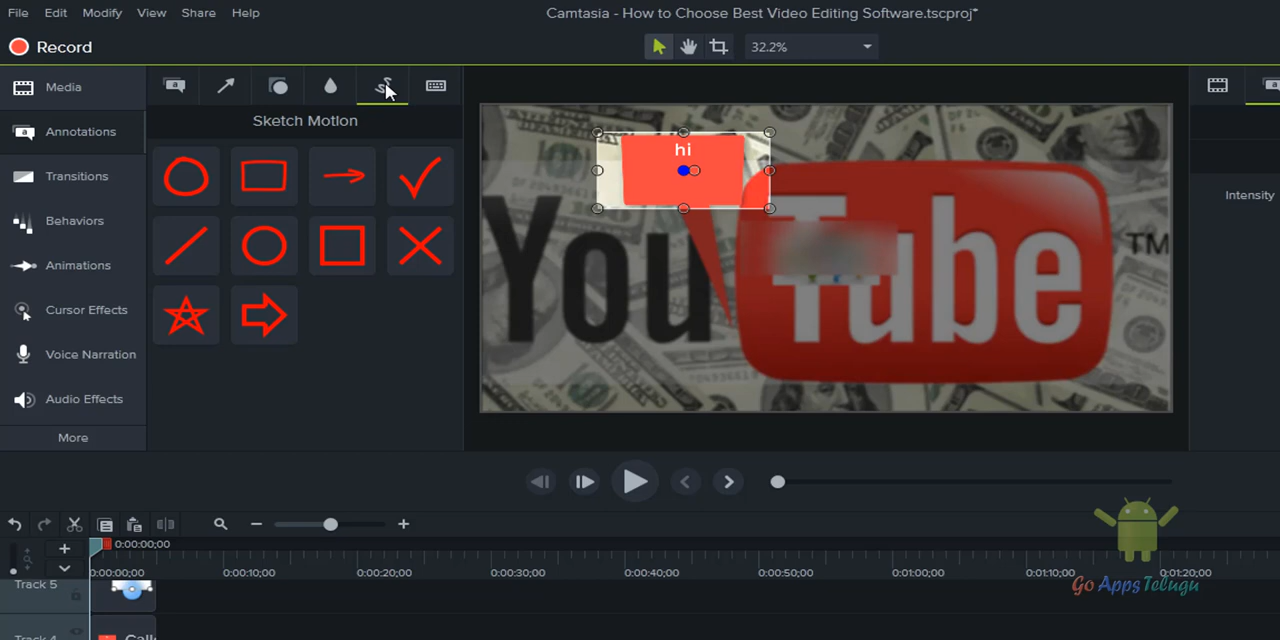 File Edit Modify View Share Help
Camtasia - How to Choose Best Video Editing Software.tscproj*
Record
32.2%
Media
Annotations
Transitions
Behaviors
Animations
Cursor Effects
Voice Narration
Audio Effects
More
a
Sketch Motion
hi
YouTube TM
a
Intensity
0:00:00;00
0:00:00;00 0:00:10;00 0:00:20;00 0:00:30;00 0:00:40;00 0:00:50;00 0:01:00;00 0:01:10;00 0:01:20;00
Track 5
Track 4
Go Apps Telugu